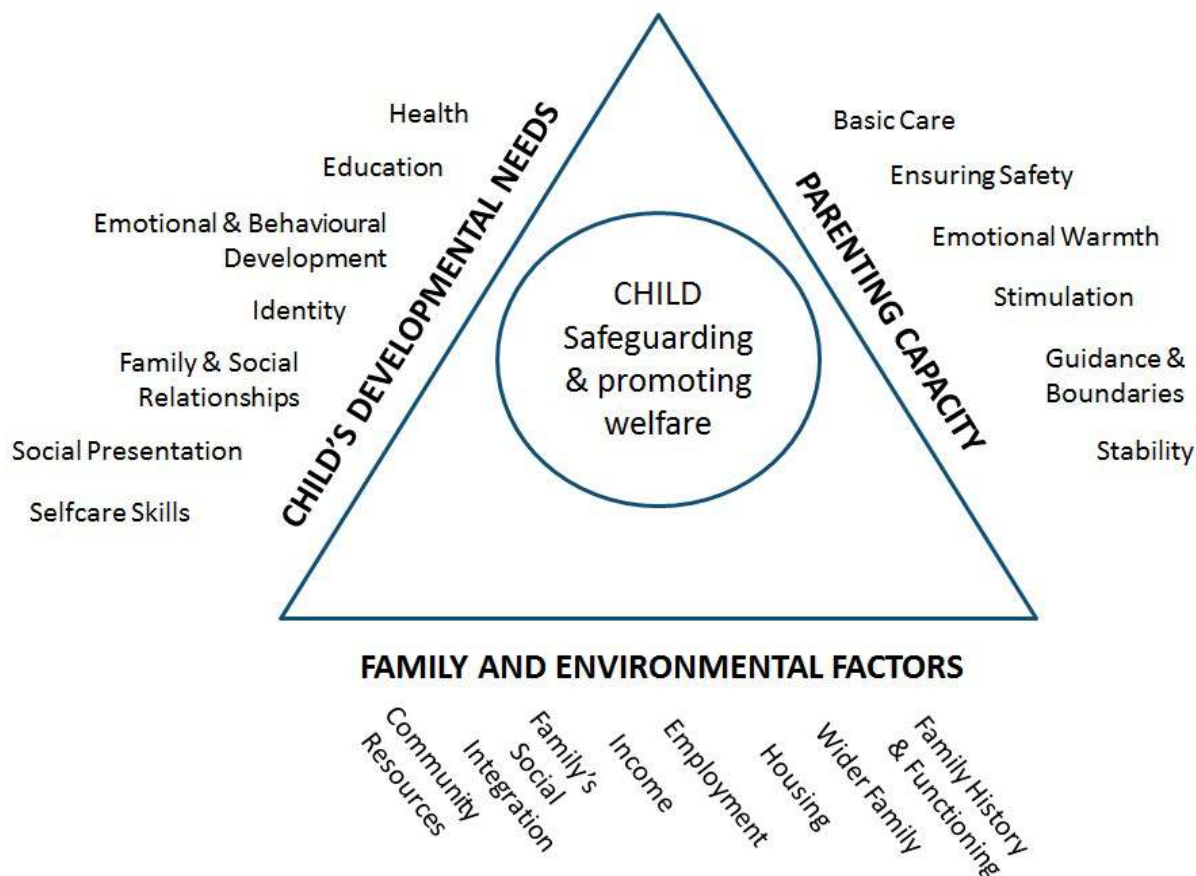 Health
Education
Emotional & Behavioural
Development
Identity
Family & Social
Relationships
Social Presentation
Selfcare Skills
CHILD'S DEVELOPMENTAL NEEDS
CHILD
Safeguarding
& promoting
welfare
PARENTING CAPACITY
Basic Care
Ensuring Safety
Emotional Warmth
Stimulation
Guidance &
Boundaries
Stability
FAMILY AND ENVIRONMENTAL FACTORS
Community
Resources
Family's
Social
Integration
Income
Employment
Housing
Wider Family
Family History
& Functioning